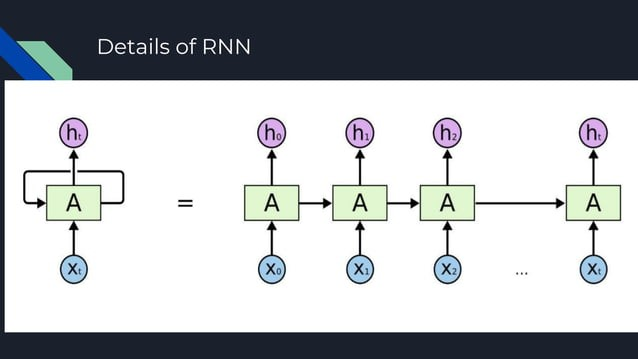 Details of RNN
hₜ h₀ h₁ h₂ hₜ
A = A A A A
Xₜ X₀ X₁ X₂ ... Xₜ